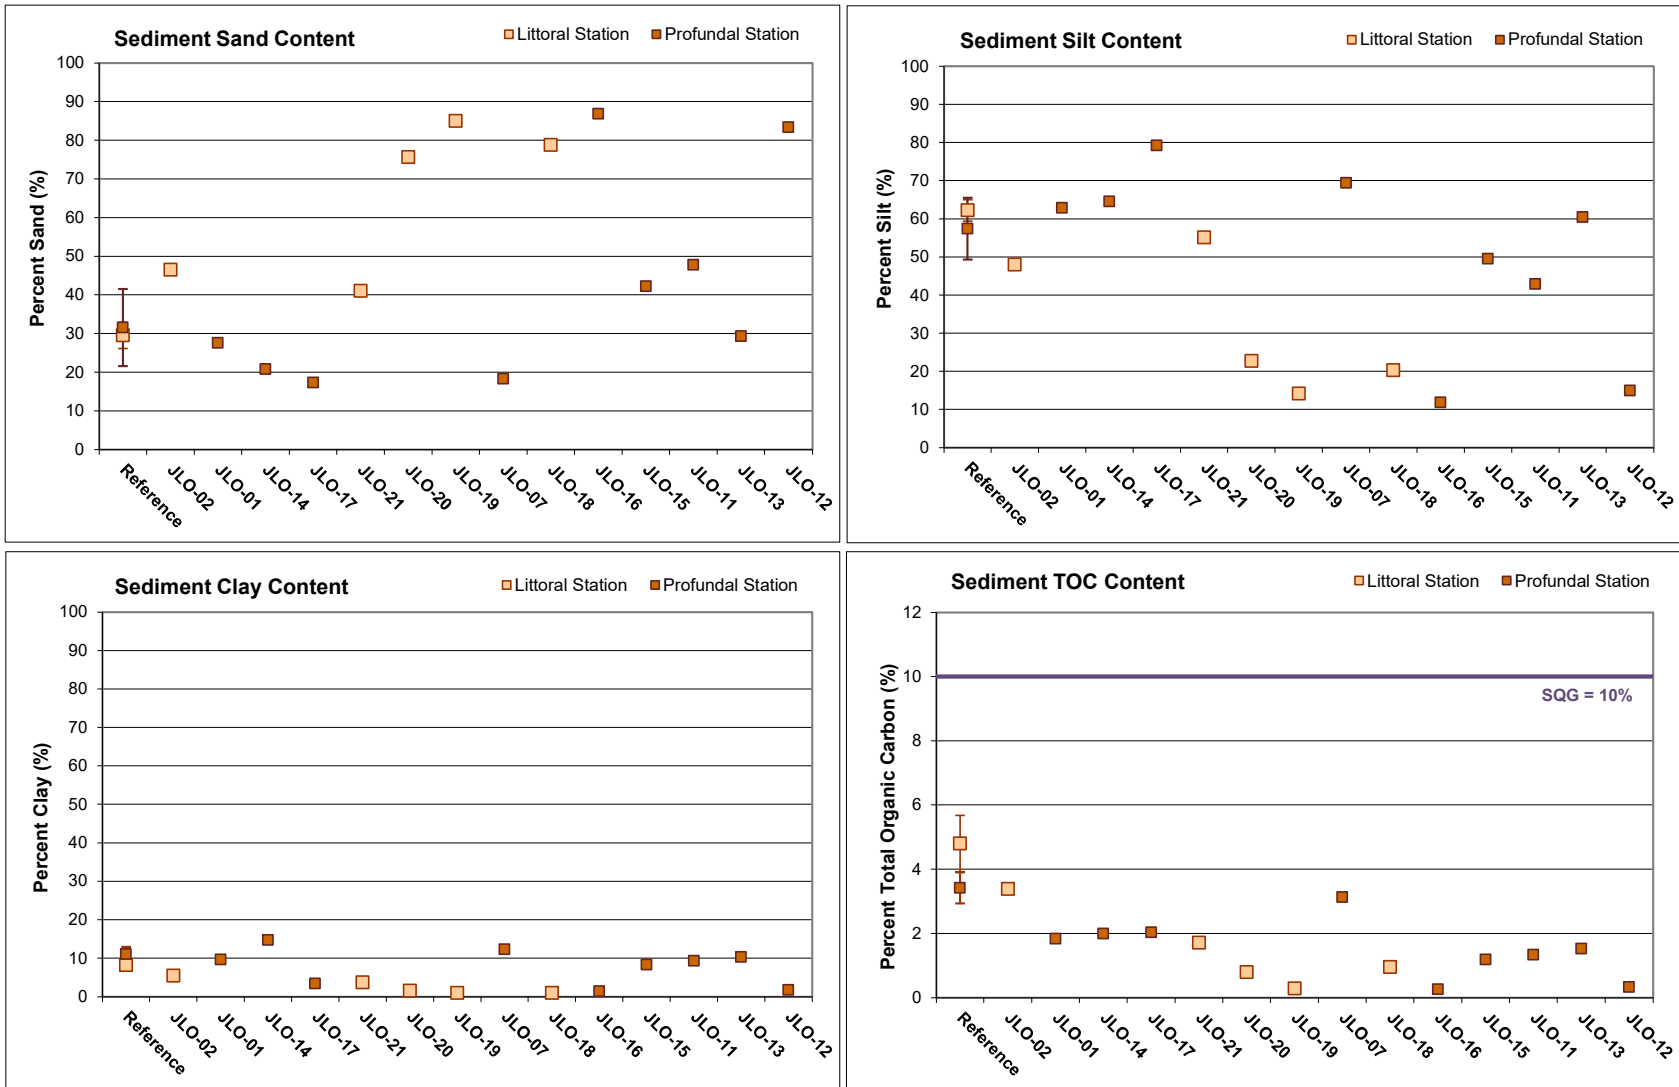 Sediment Sand Content
Littoral Station
Profundal Station
Percent Sand (%)
100
90
80
70
60
50
40
30
20
10
0
Reference
JLO-02
JLO-01
JLO-14
JLO-17
JLO-21
JLO-20
JLO-19
JLO-07
JLO-18
JLO-16
JLO-15
JLO-11
JLO-13
JLO-12
Sediment Silt Content
Littoral Station
Profundal Station
Percent Silt (%)
100
90
80
70
60
50
40
30
20
10
0
Reference
JLO-02
JLO-01
JLO-14
JLO-17
JLO-21
JLO-20
JLO-19
JLO-07
JLO-18
JLO-16
JLO-15
JLO-11
JLO-13
JLO-12
Sediment Clay Content
Littoral Station
Profundal Station
Percent Clay (%)
100
90
80
70
60
50
40
30
20
10
0
Reference
JLO-02
JLO-01
JLO-14
JLO-17
JLO-21
JLO-20
JLO-19
JLO-07
JLO-18
JLO-16
JLO-15
JLO-11
JLO-13
JLO-12
Sediment TOC Content
Littoral Station
Profundal Station
Percent Total Organic Carbon (%)
12
10
8
6
4
2
0
SQG = 10%
Reference
JLO-02
JLO-01
JLO-14
JLO-17
JLO-21
JLO-20
JLO-19
JLO-07
JLO-18
JLO-16
JLO-15
JLO-11
JLO-13
JLO-12